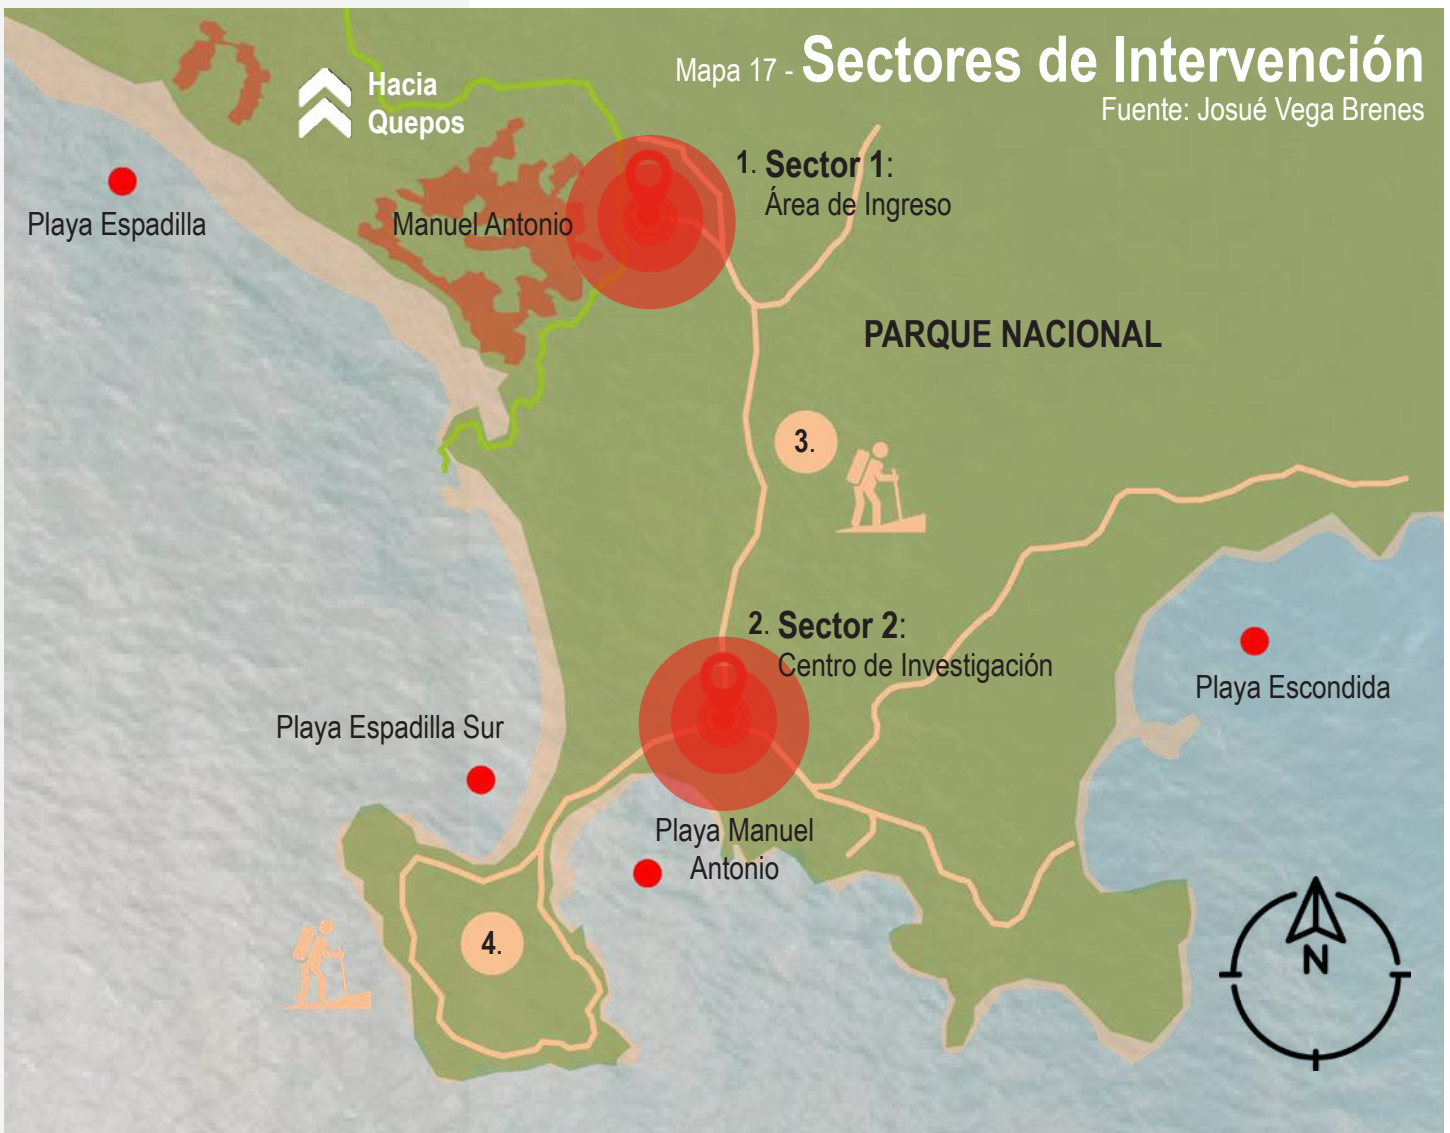 Mapa 17 - Sectores de Intervención
Fuente: Josué Vega Brenes
Hacia
Quepos
1. Sector 1:
Área de Ingreso
Playa Espadilla
Manuel Antonio
PARQUE NACIONAL
3.
2. Sector 2:
Centro de Investigación
Playa Escondida
Playa Espadilla Sur
Playa Manuel
Antonio
4.
N